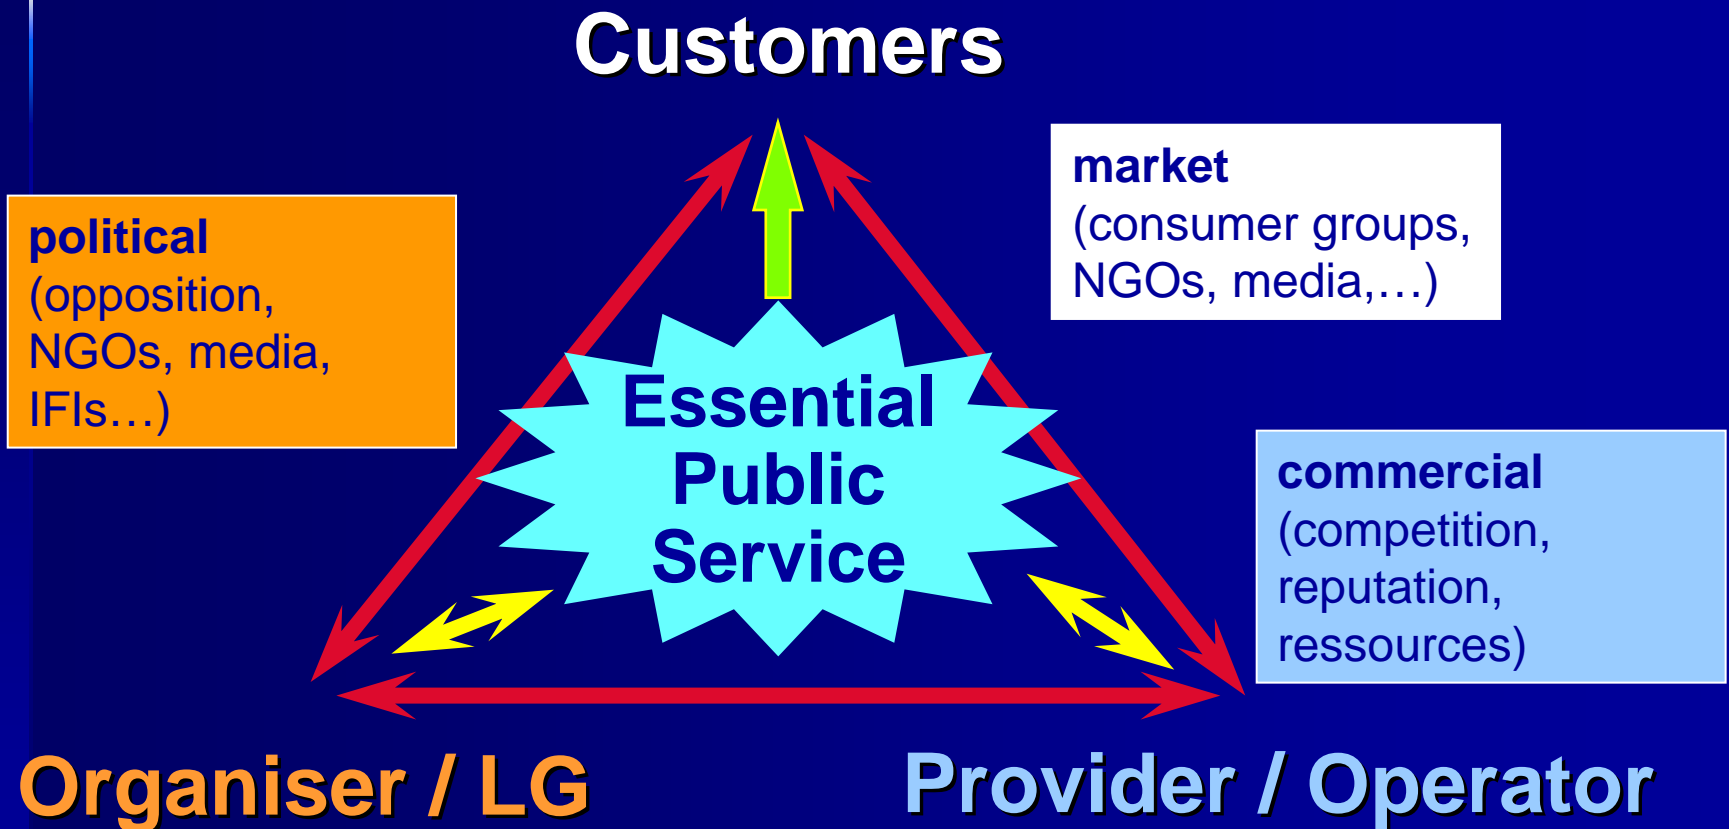 Customers
market
(consumer groups,
NGOs, media,…)
political
(opposition,
NGOs, media,
IFIs…)
Essential
Public
Service
commercial
(competition,
reputation,
ressources)
Organiser / LG
Provider / Operator